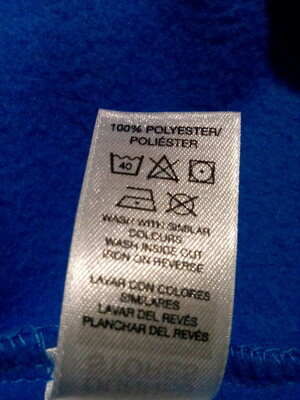 100% POLYESTER/
POLIÉSTER
40
WASH WITH SIMILAR
COLOURS
WASH INSIDE OUT
IRON ON REVERSE
LAVAR CON COLORES
SIMILARES
LAVAR DEL REVÉS
PLANCHAR DEL REVÉS